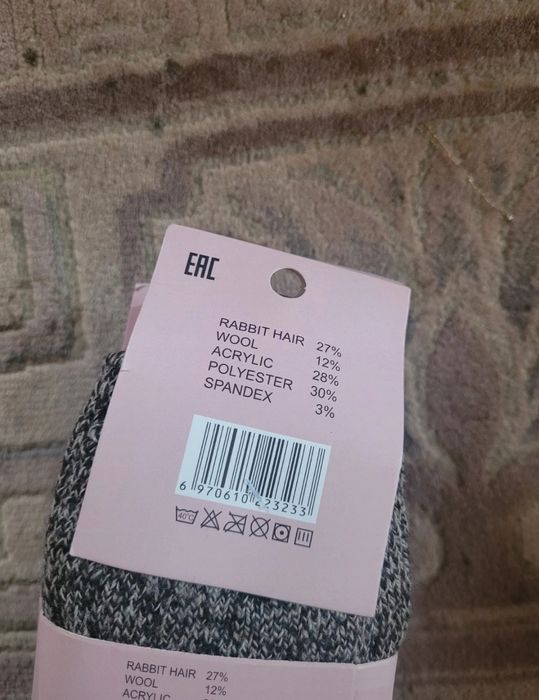 EAC
RABBIT HAIR 27%
WOOL 12%
ACRYLIC 28%
POLYESTER 30%
SPANDEX 3%
6 970610 223233
40°C
RABBIT HAIR 27%
WOOL 12%
ACRYLIC